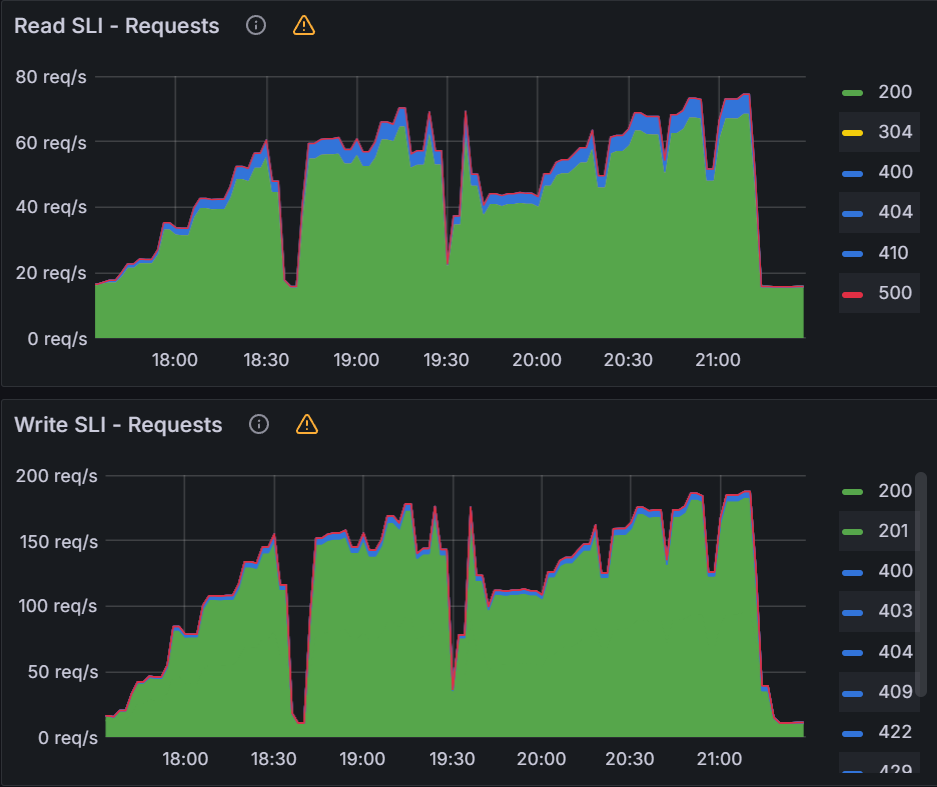 Read SLI - Requests
80 req/s
60 req/s
40 req/s
20 req/s
0 req/s
18:00 18:30 19:00 19:30 20:00 20:30 21:00
200
304
400
404
410
500
Write SLI - Requests
200 req/s
150 req/s
100 req/s
50 req/s
0 req/s
18:00 18:30 19:00 19:30 20:00 20:30 21:00
200
201
400
403
404
409
422
429